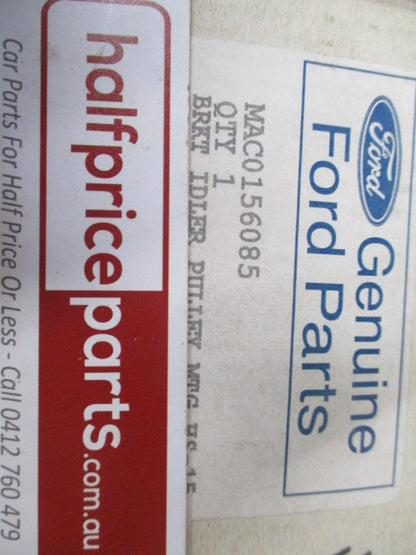 Ford Genuine
Ford Parts
MAC0156085
QTY 1
BRKT IDLER PULLEY MTG
halfpriceparts.com.au
Car Parts For Half Price Or Less - Call 0412 760 479